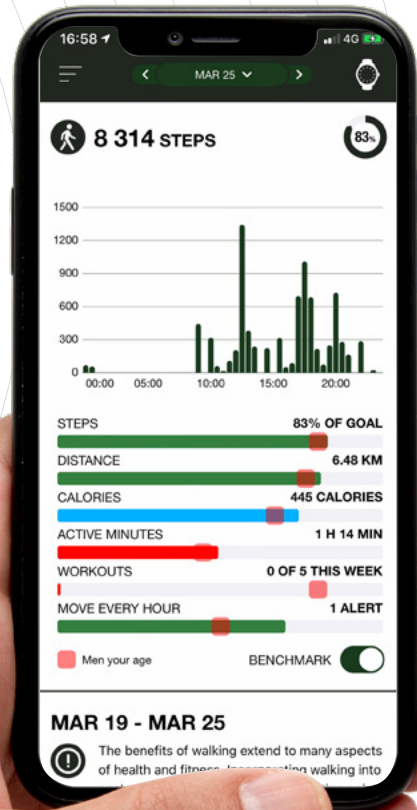 16:58 4G
MAR 25
8 314 STEPS 83%
1500
1200
900
600
300
0
00:00 05:00 10:00 15:00 20:00
STEPS 83% OF GOAL
DISTANCE 6.48 KM
CALORIES 445 CALORIES
ACTIVE MINUTES 1 H 14 MIN
WORKOUTS 0 OF 5 THIS WEEK
MOVE EVERY HOUR 1 ALERT
Men your age BENCHMARK
MAR 19 - MAR 25
The benefits of walking extend to many aspects
of health and fitness. Incorporating walking into